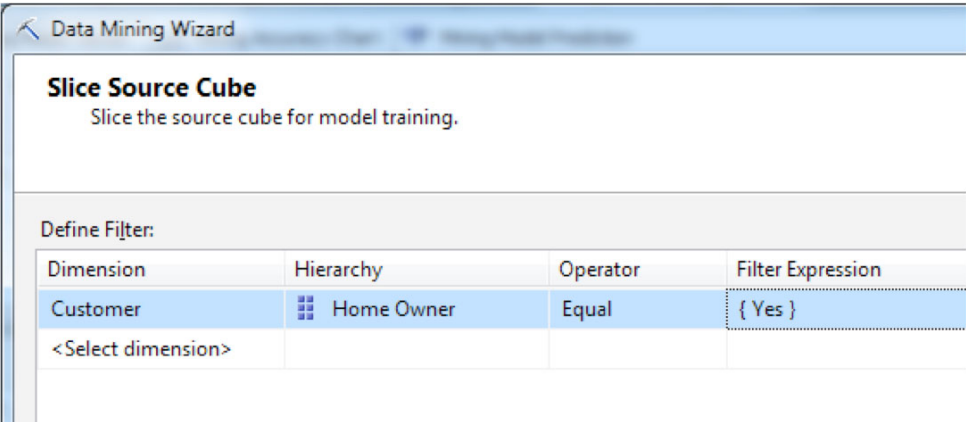 Data Mining Wizard
Slice Source Cube
Slice the source cube for model training.
Define Filter:
Dimension Hierarchy Operator Filter Expression
Customer Home Owner Equal { Yes }
<Select dimension>